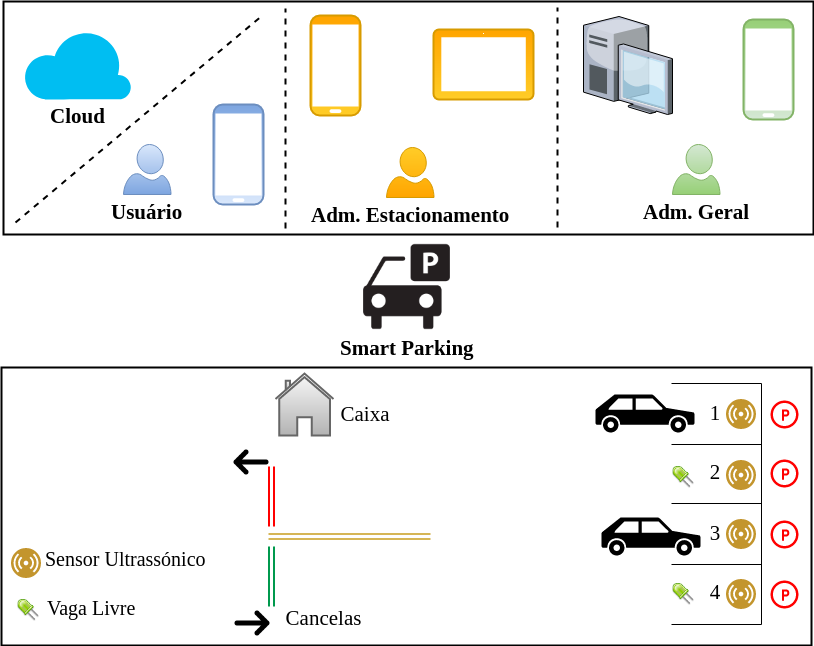 Cloud
Usuário
Adm. Estacionamento
Adm. Geral
P
Smart Parking
Caixa
1
P
2
P
3
P
4
P
Sensor Ultrassónico
Vaga Livre
Cancelas